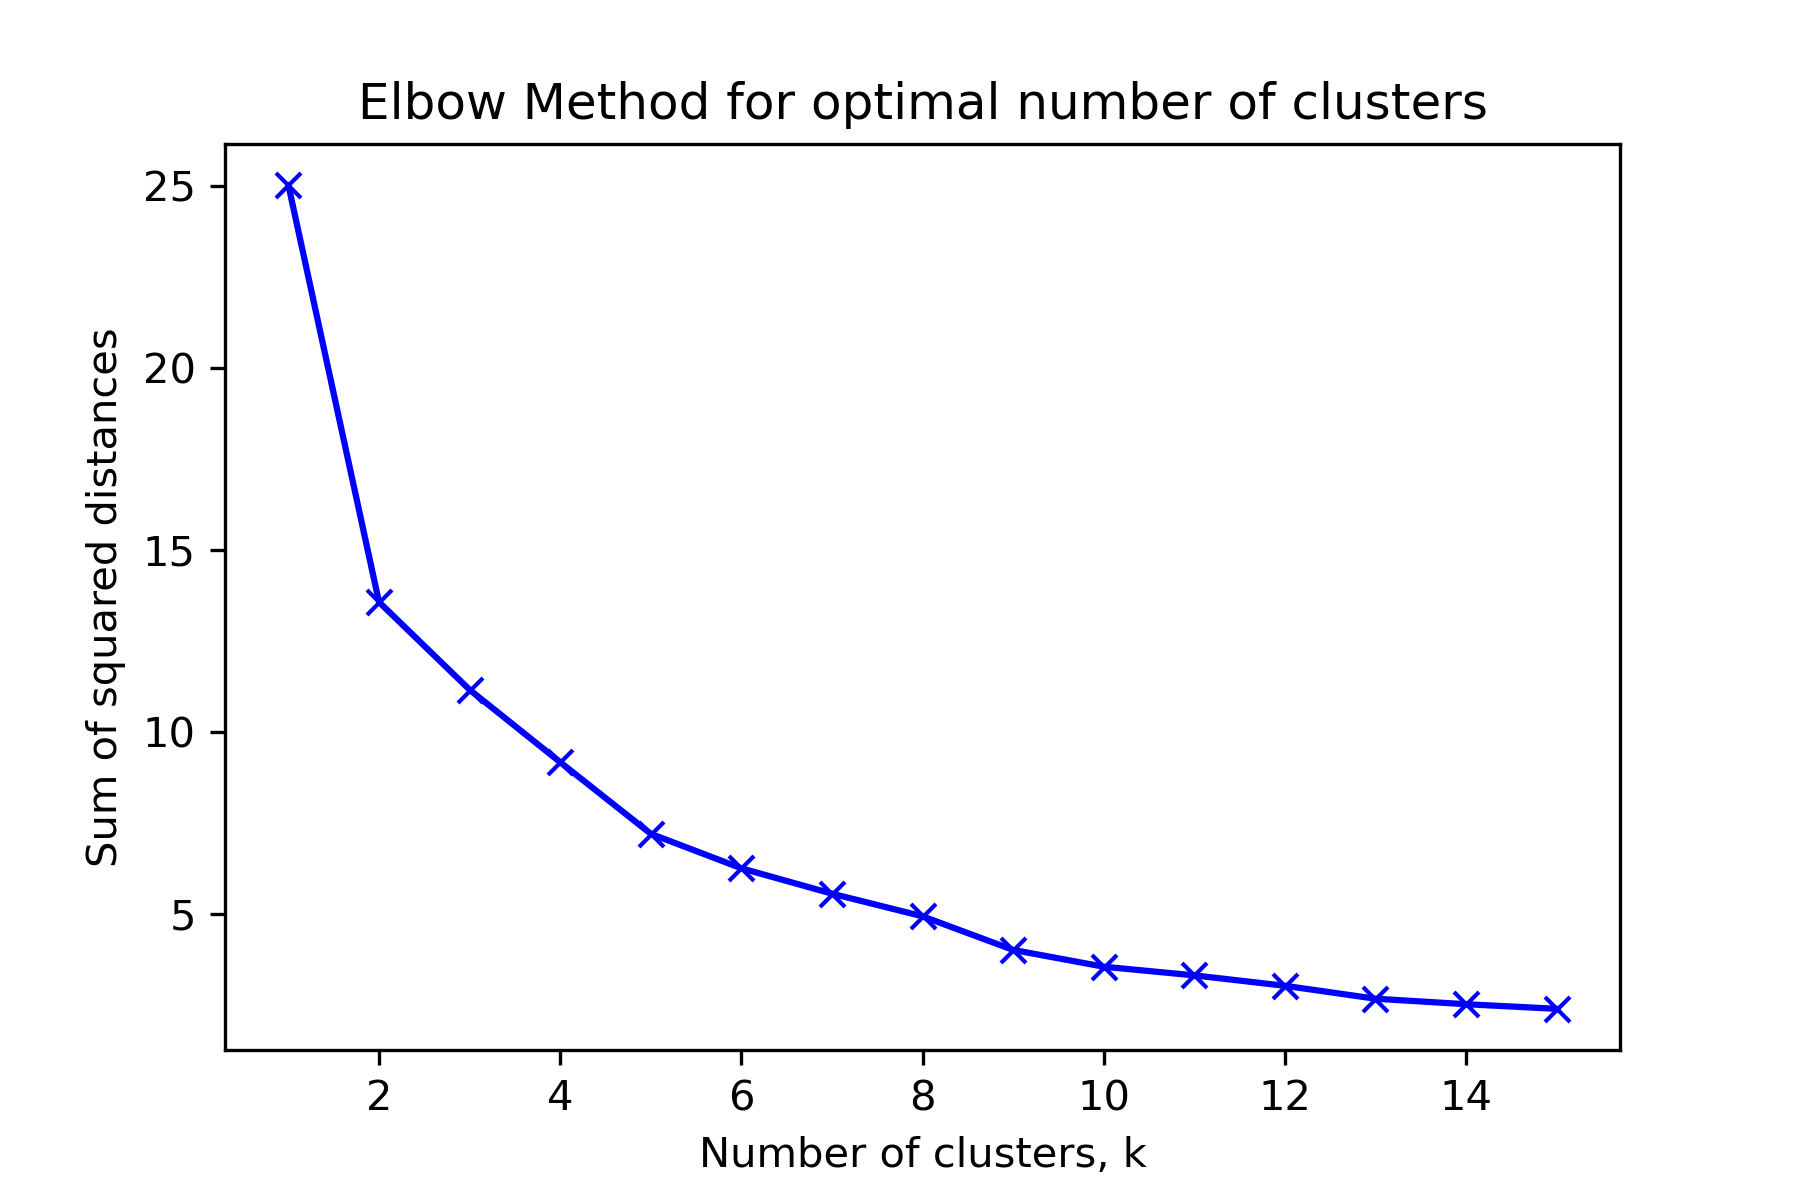 Elbow Method for optimal number of clusters
25
20
15
10
5
Sum of squared distances
2 4 6 8 10 12 14
Number of clusters, k